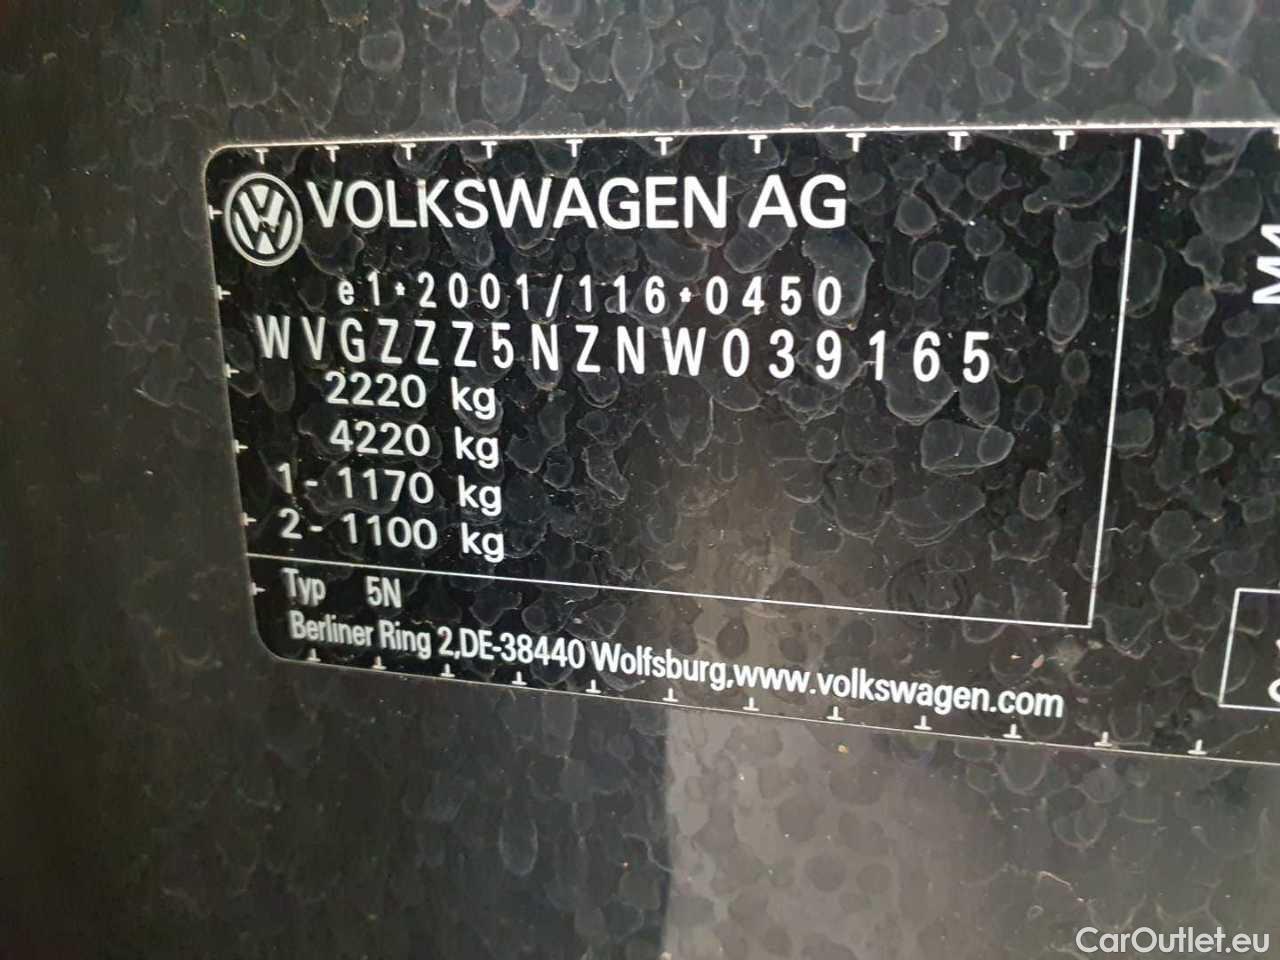 VOLKSWAGEN AG
e1*2001/116*0450
WVGZZZ5NZNW039165
2220 kg
4220 kg
1- 1170 kg
2- 1100 kg
Typ 5N
Berliner Ring 2,DE-38440 Wolfsburg,www.volkswagen.com
CarOutlet.eu